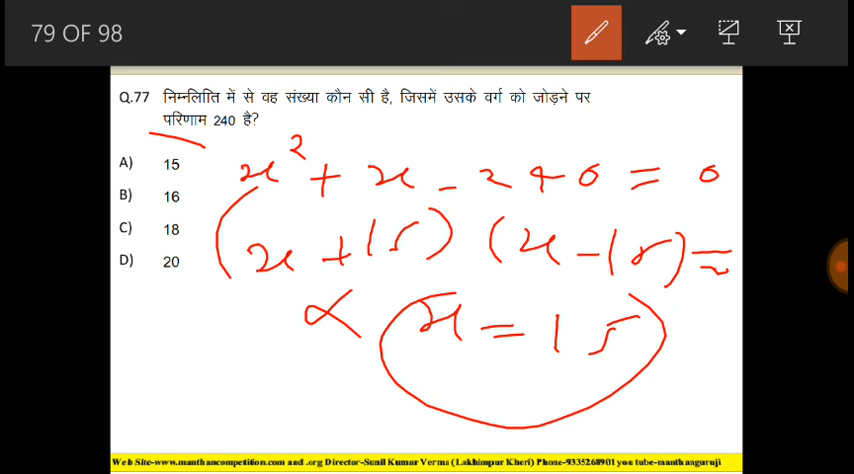 79 OF 98
Q.77 निम्नलिति में से वह संख्या कौन सी है, जिसमें उसके वर्ग को जोड़ने पर
परिणाम 240 है?
A) 15
B) 16
C) 18
D) 20
x² + x - 240 = 0
(x + 15) (x - 15) =
x = 15
Web Site-www.manthancompetition.com and .org Director-Sunil Kumar Verma (Lakhimpur Kheri) Phone-9335268901 you tube-manthanguruji